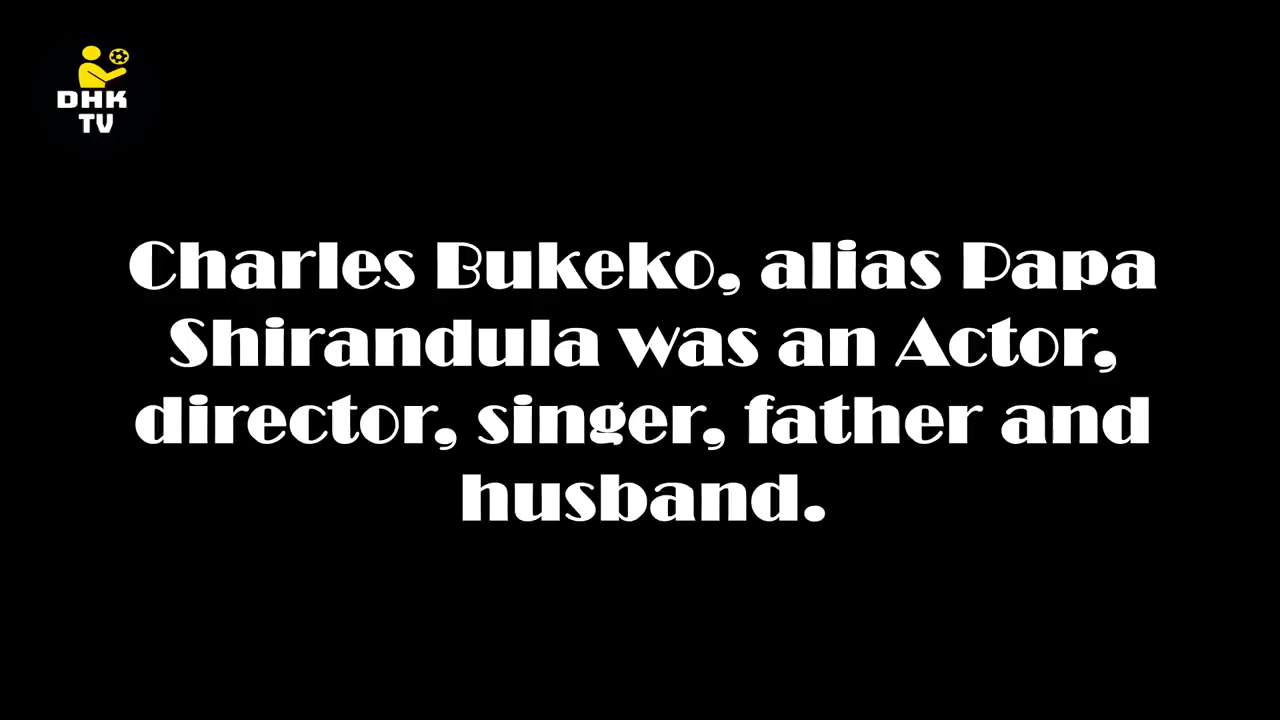 DHK
TV
Charles Bukeko, alias Papa
Shirandula was an Actor,
director, singer, father and
husband.